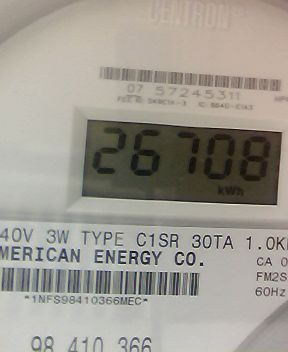 CENTRON®
07 57245311
26708
kWh
40V 3W TYPE C1SR 30TA 1.0K
MERICAN ENERGY CO.
CA 0
FM2S
60Hz
*1NFS98410366MEC*
98 410 366